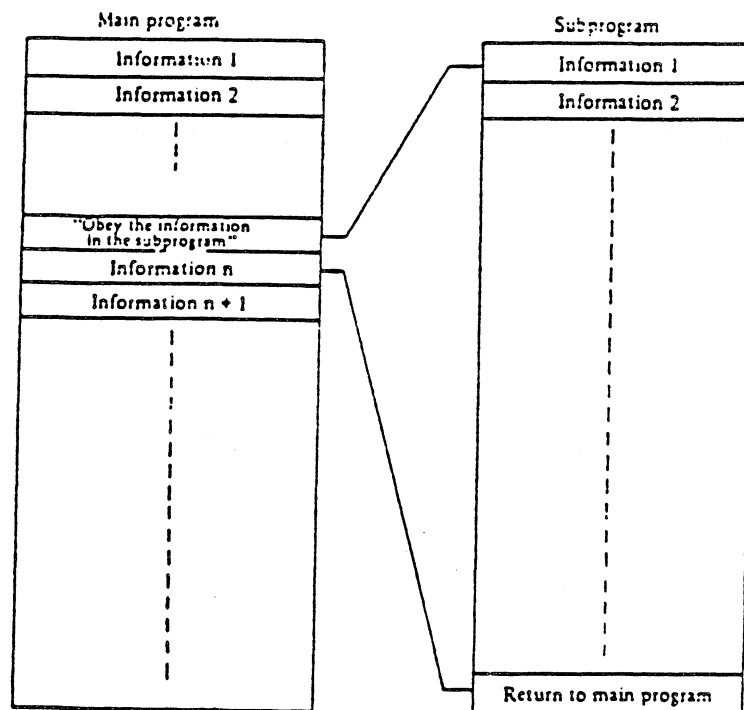 Main program
Information 1
Information 2
"Obey the information
in the subprogram"
Information n
Information n + 1
Subprogram
Information 1
Information 2
Return to main program